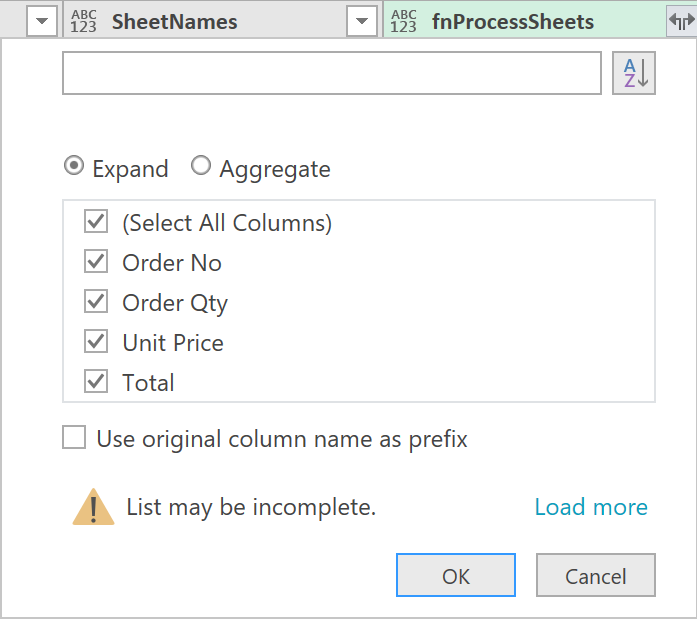 ABC 123 SheetNames ABC 123 fnProcessSheets
A Z
Expand Aggregate
(Select All Columns)
Order No
Order Qty
Unit Price
Total
Use original column name as prefix
List may be incomplete. Load more
OK Cancel